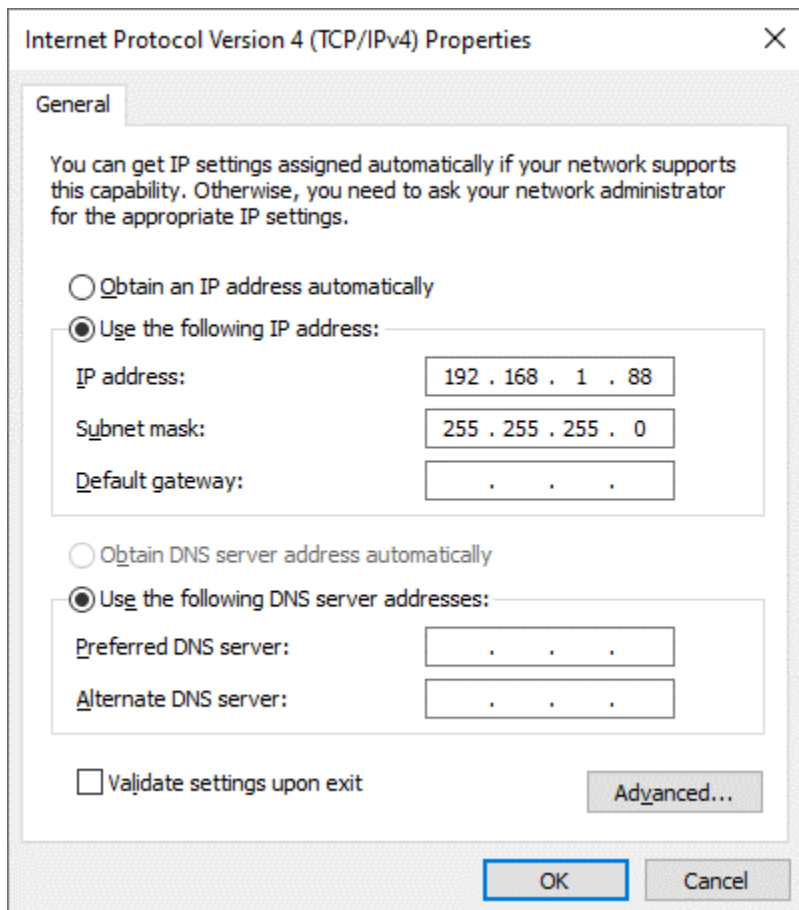 Internet Protocol Version 4 (TCP/IPv4) Properties
General
You can get IP settings assigned automatically if your network supports
this capability. Otherwise, you need to ask your network administrator
for the appropriate IP settings.
Obtain an IP address automatically
Use the following IP address:
IP address: 192 . 168 . 1 . 88
Subnet mask: 255 . 255 . 255 . 0
Default gateway: . . .
Obtain DNS server address automatically
Use the following DNS server addresses:
Preferred DNS server: . . .
Alternate DNS server: . . .
Validate settings upon exit
Advanced...
OK Cancel